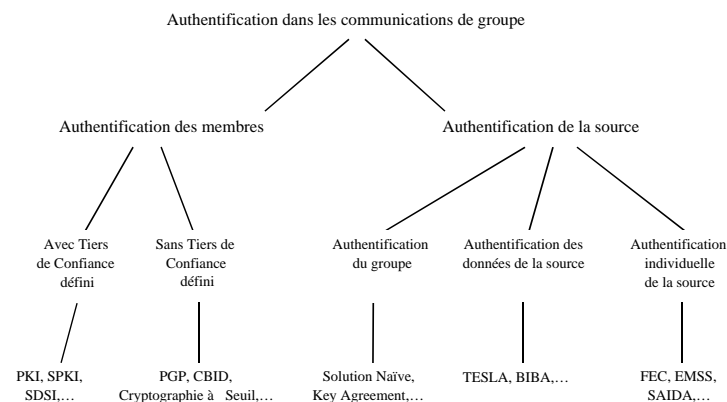 Authentification dans les communications de groupe
Authentification des membres
Authentification de la source
Avec Tiers
de Confiance
défini
Sans Tiers de
Confiance
défini
Authentification
du groupe
Authentification des
données de la source
Authentification
individuelle
de la source
PKI, SPKI,
SDSI,…
PGP, CBID,
Cryptographie à Seuil,…
Solution Naïve,
Key Agreement,…
TESLA, BIBA,…
FEC, EMSS,
SAIDA,…